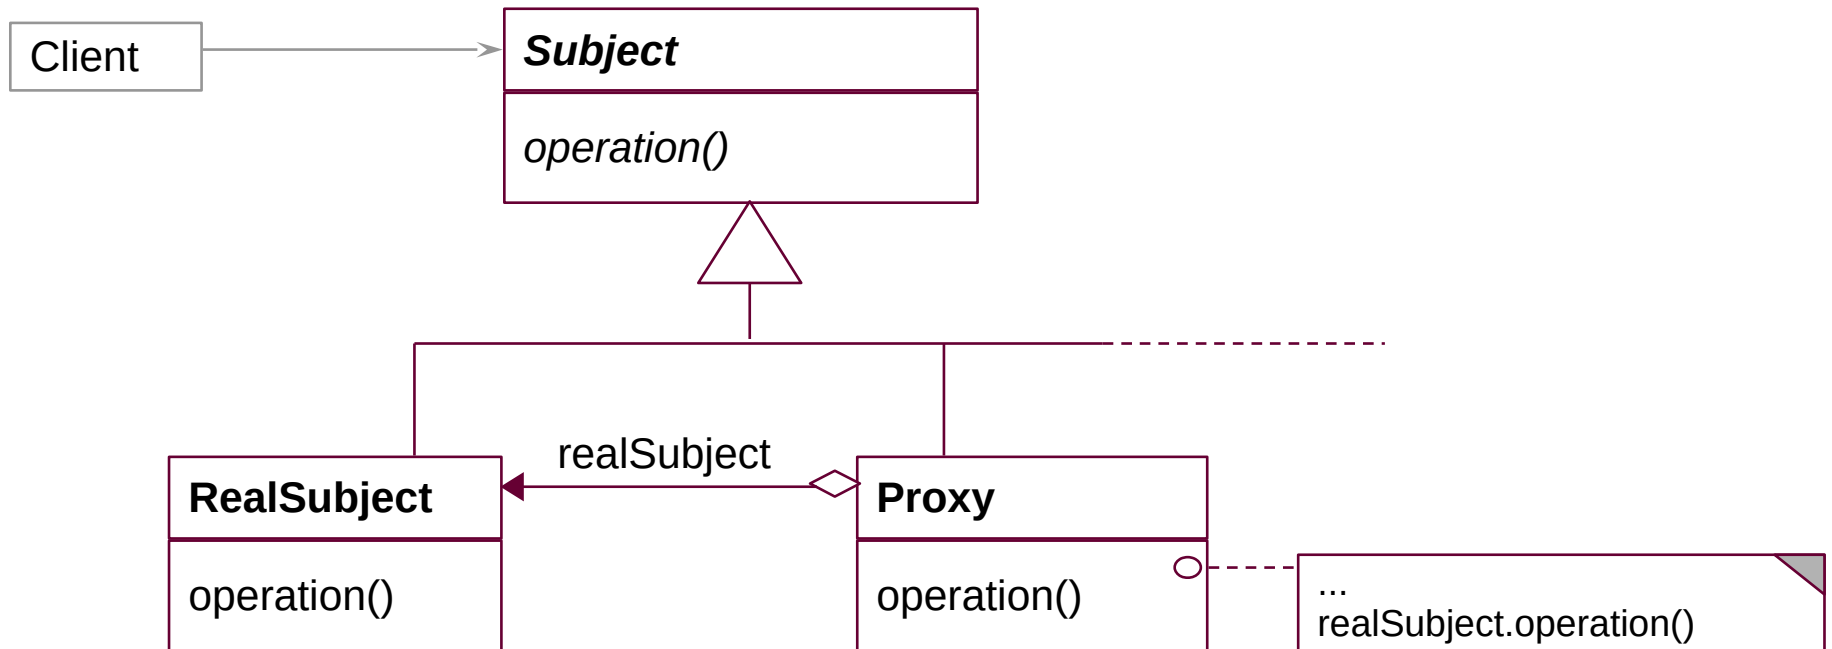 Client
Subject
operation()
realSubject
RealSubject
Proxy
operation()
operation()
...
realSubject.operation()